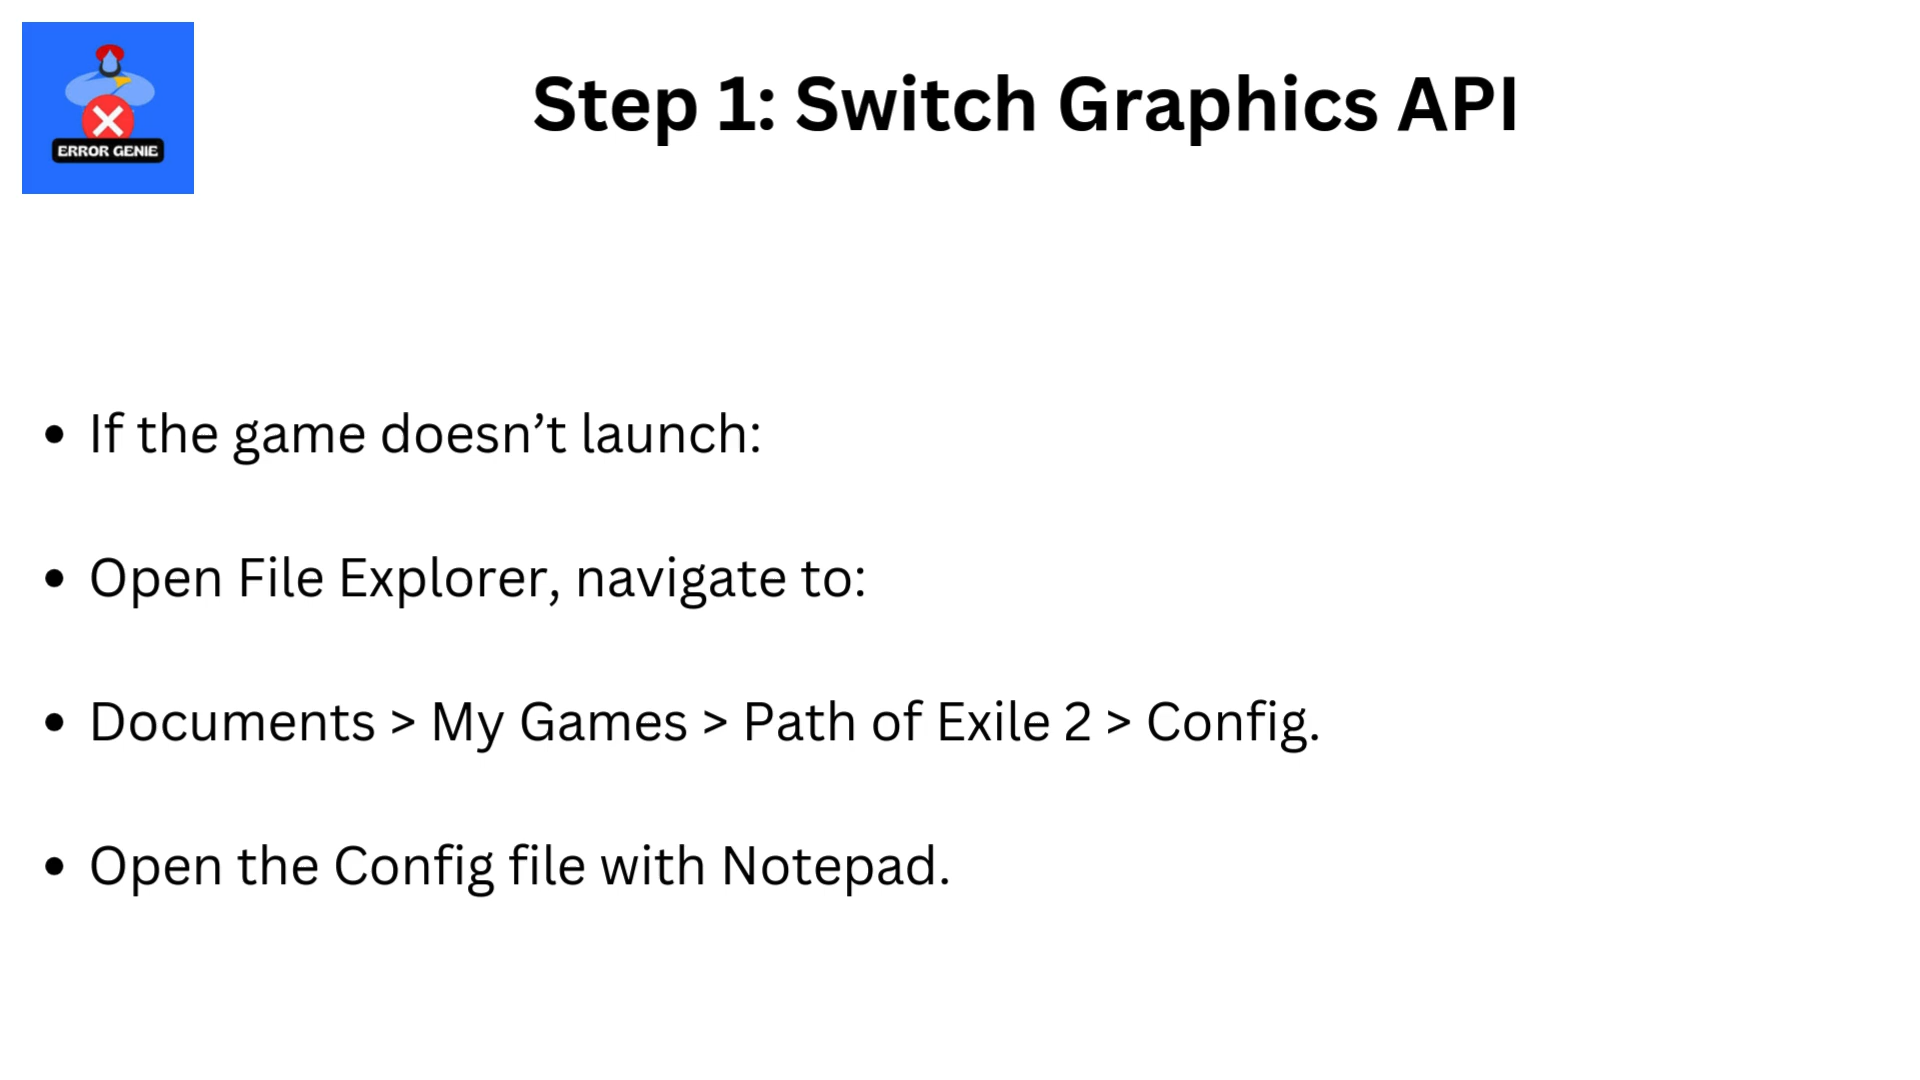 ERROR GENIE
Step 1: Switch Graphics API
• If the game doesn’t launch:
• Open File Explorer, navigate to:
• Documents > My Games > Path of Exile 2 > Config.
• Open the Config file with Notepad.